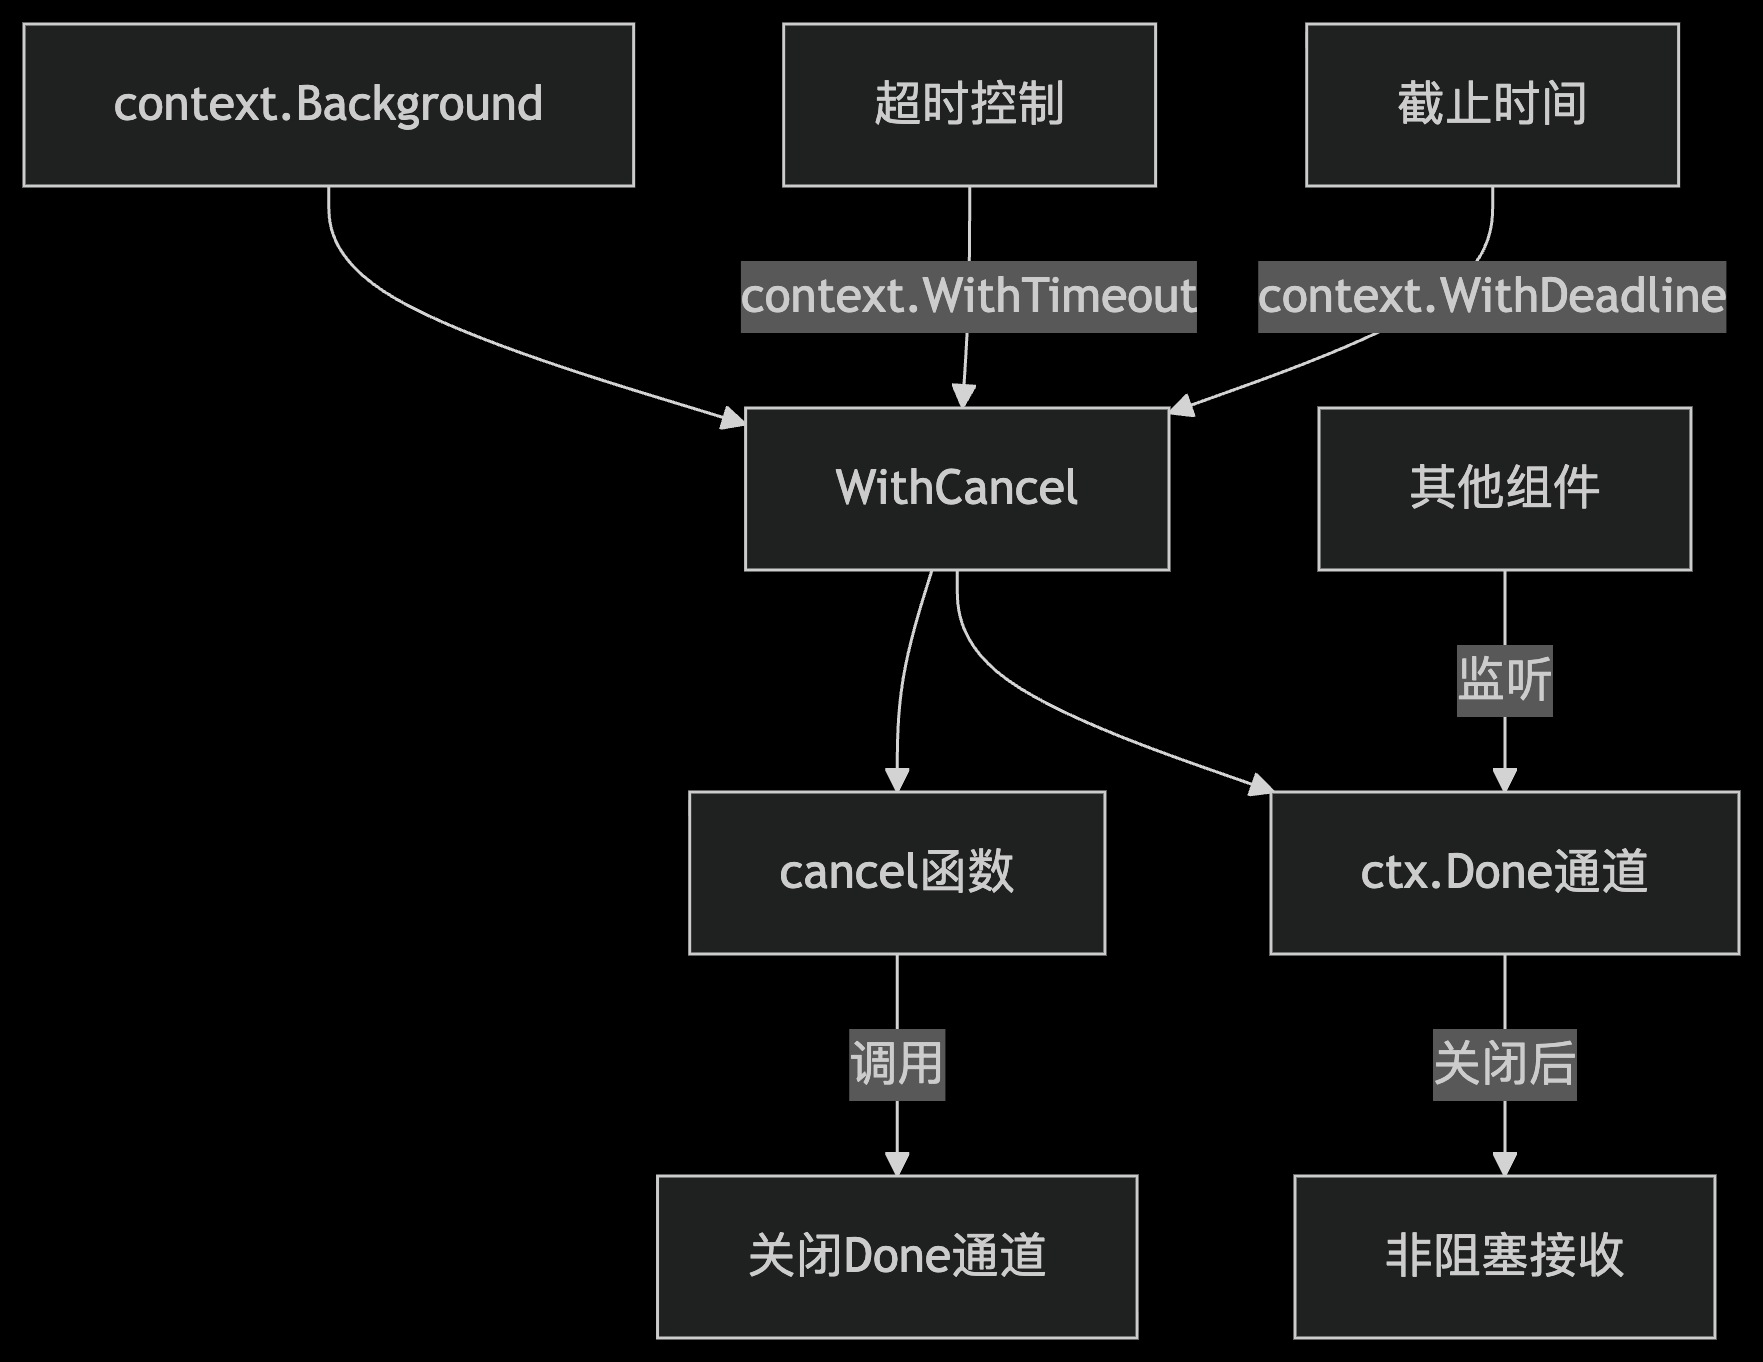 context.Background
超时控制
截止时间
context.WithTimeout
context.WithDeadline
WithCancel
其他组件
监听
cancel函数
ctx.Done通道
调用
关闭后
关闭Done通道
非阻塞接收